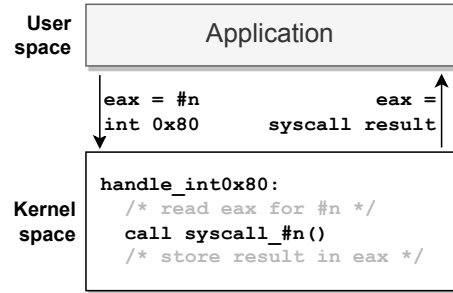 User
space
Application
eax = #n
int 0x80
eax =
syscall result
Kernel
space
handle_int0x80:
/* read eax for #n */
call syscall_#n()
/* store result in eax */